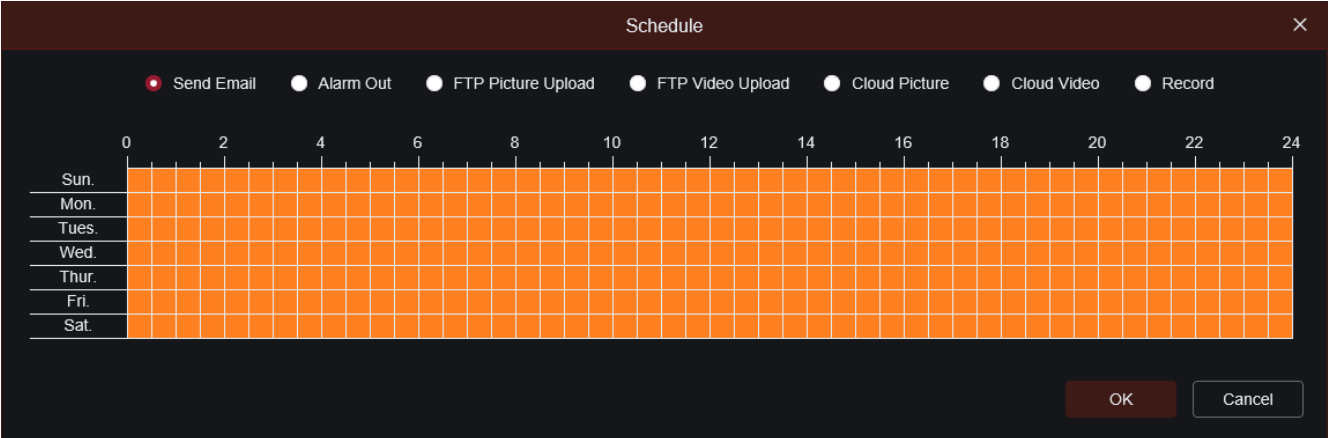 Schedule
Send Email Alarm Out FTP Picture Upload FTP Video Upload Cloud Picture Cloud Video Record
0 2 4 6 8 10 12 14 16 18 20 22 24
Sun.
Mon.
Tues.
Wed.
Thur.
Fri.
Sat.
OK Cancel